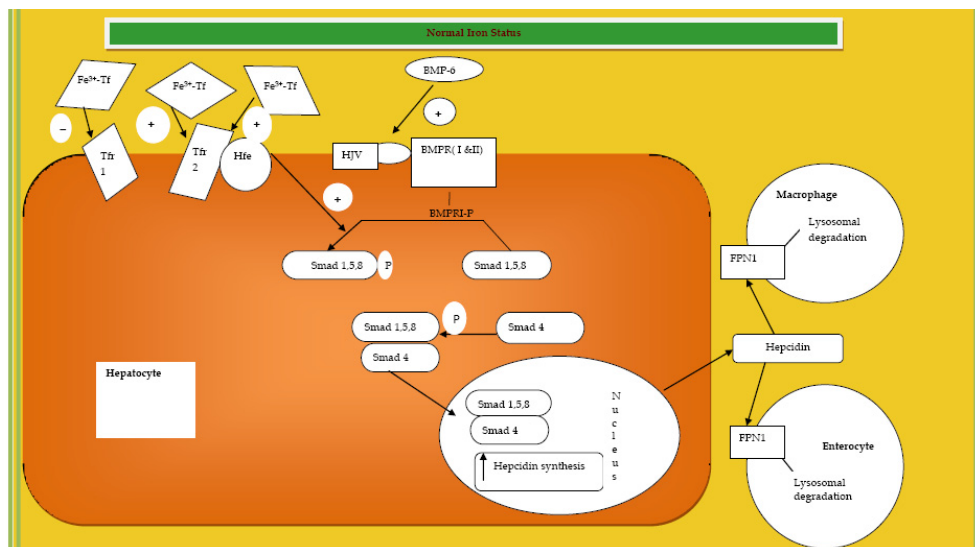 Normal Iron Status
Fe³⁺-Tf
Fe³⁺-Tf
Fe³⁺-Tf
BMP-6
–
+
+
+
Tfr
1
Tfr
2
Hfe
HJV
BMPR( I &II)
+
BMPRI-P
Smad 1,5,8
P
Smad 1,5,8
Smad 1,5,8
P
Smad 4
Smad 4
Hepatocyte
Smad 1,5,8
Smad 4
Hepcidin synthesis
Nucleus
Macrophage
Lysosomal
degradation
FPN1
Hepcidin
FPN1
Enterocyte
Lysosomal
degradation